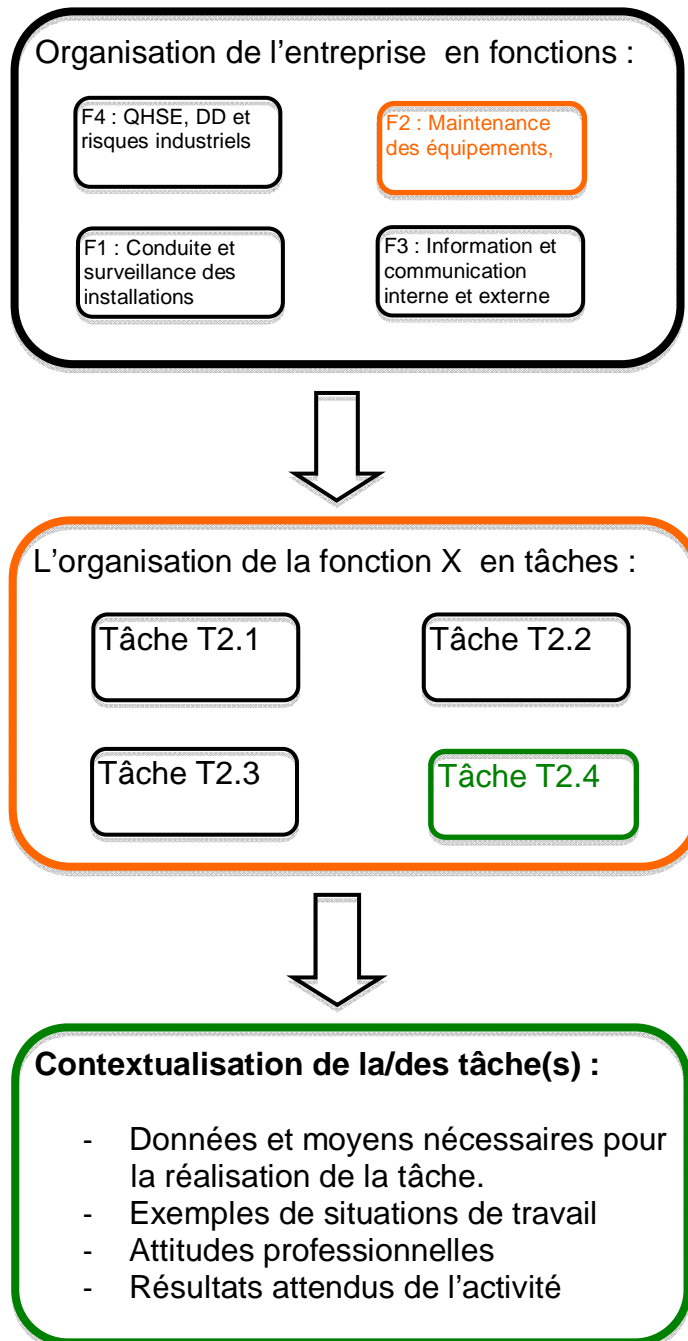 Organisation de l’entreprise en fonctions :
F4 : QHSE, DD et
risques industriels
F2 : Maintenance
des équipements,
F1 : Conduite et
surveillance des
installations
F3 : Information et
communication
interne et externe
L’organisation de la fonction X en tâches :
Tâche T2.1
Tâche T2.2
Tâche T2.3
Tâche T2.4
Contextualisation de la/des tâche(s) :
- Données et moyens nécessaires pour
la réalisation de la tâche.
- Exemples de situations de travail
- Attitudes professionnelles
- Résultats attendus de l’activité